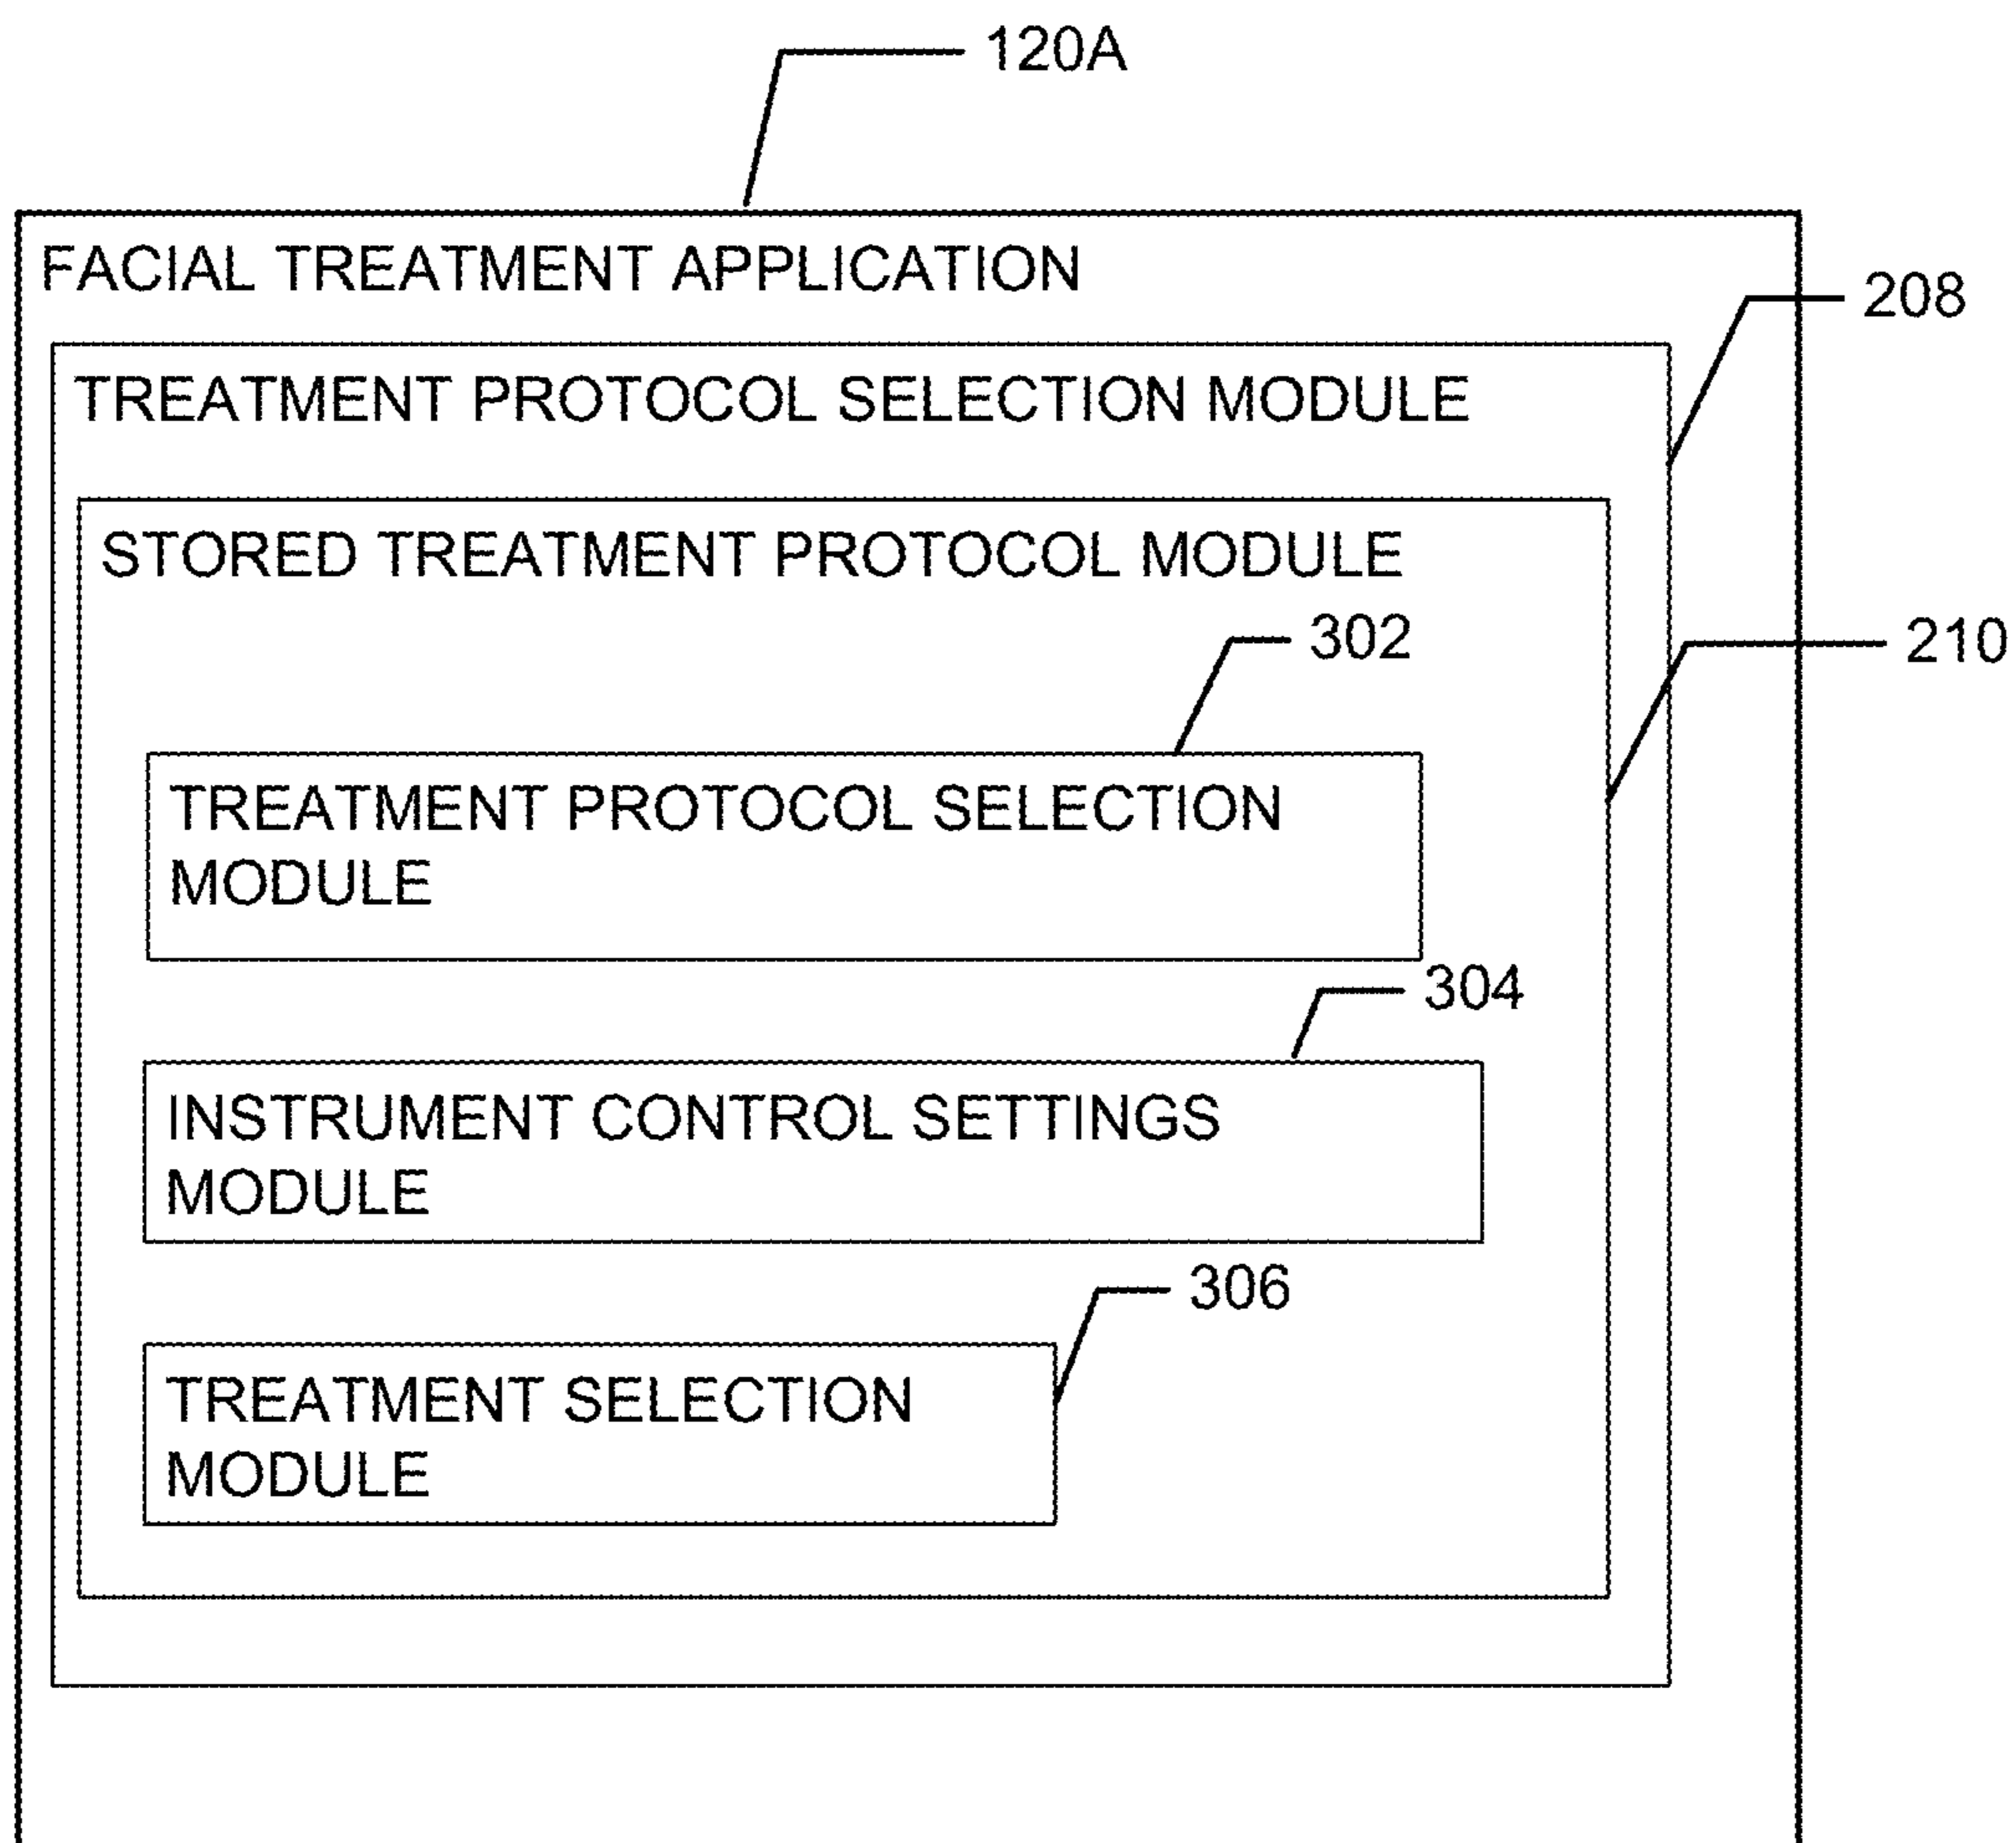 120A
FACIAL TREATMENT APPLICATION
208
TREATMENT PROTOCOL SELECTION MODULE
STORED TREATMENT PROTOCOL MODULE
302
210
TREATMENT PROTOCOL SELECTION
MODULE
304
INSTRUMENT CONTROL SETTINGS
MODULE
306
TREATMENT SELECTION
MODULE